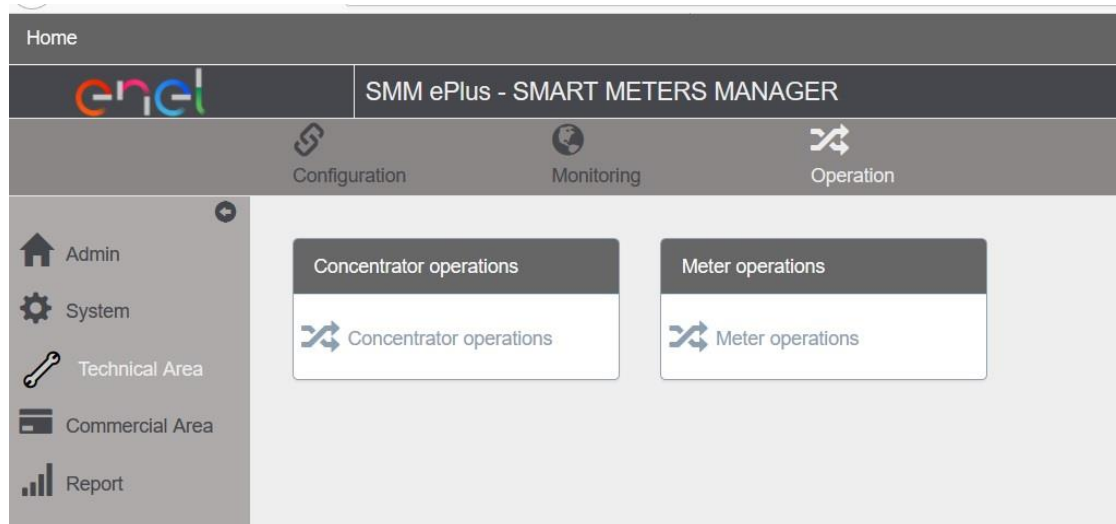 Home
enel
SMM ePlus - SMART METERS MANAGER
Configuration
Monitoring
Operation
Admin
System
Technical Area
Commercial Area
Report
Concentrator operations
Concentrator operations
Meter operations
Meter operations